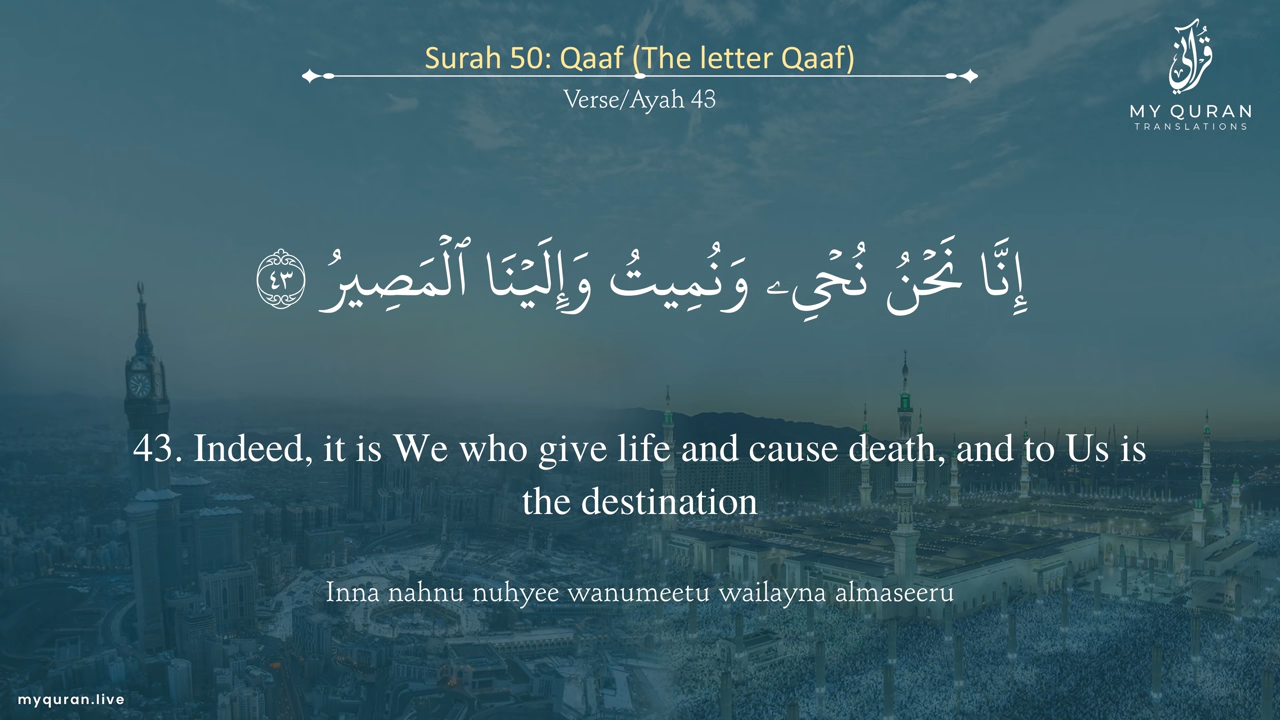 Surah 50: Qaaf (The letter Qaaf)
Verse/Ayah 43
قُرْآنِي
MY QURAN
TRANSLATIONS
إِنَّا نَحْنُ نُحْىِۦ وَنُمِيتُ وَإِلَيْنَا ٱلْمَصِيرُ ٤٣
43. Indeed, it is We who give life and cause death, and to Us is
the destination
Inna nahnu nuhyee wanumeetu wailayna almaseeru
myquran.live